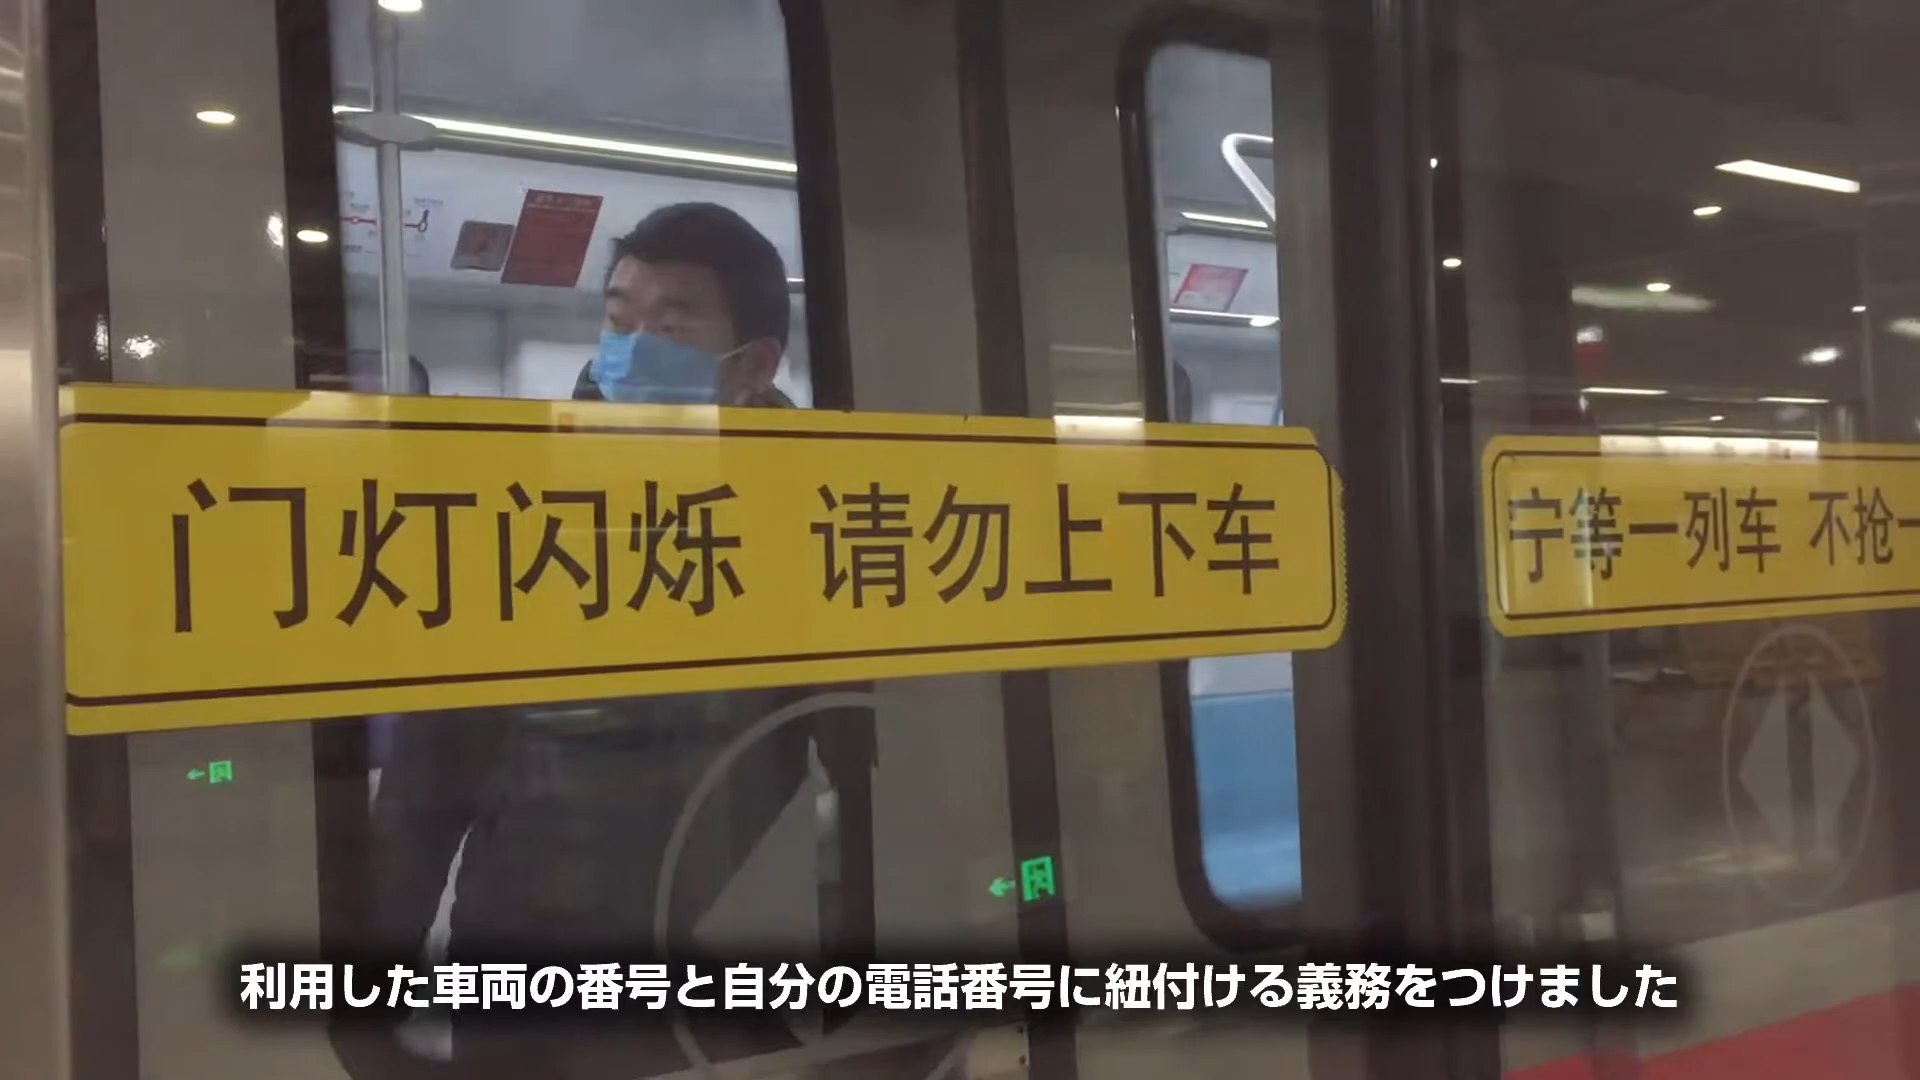 门灯闪烁 请勿上下车
宁等一列车 不抢一
利用した車両の番号と自分の電話番号に紐付ける義務をつけました